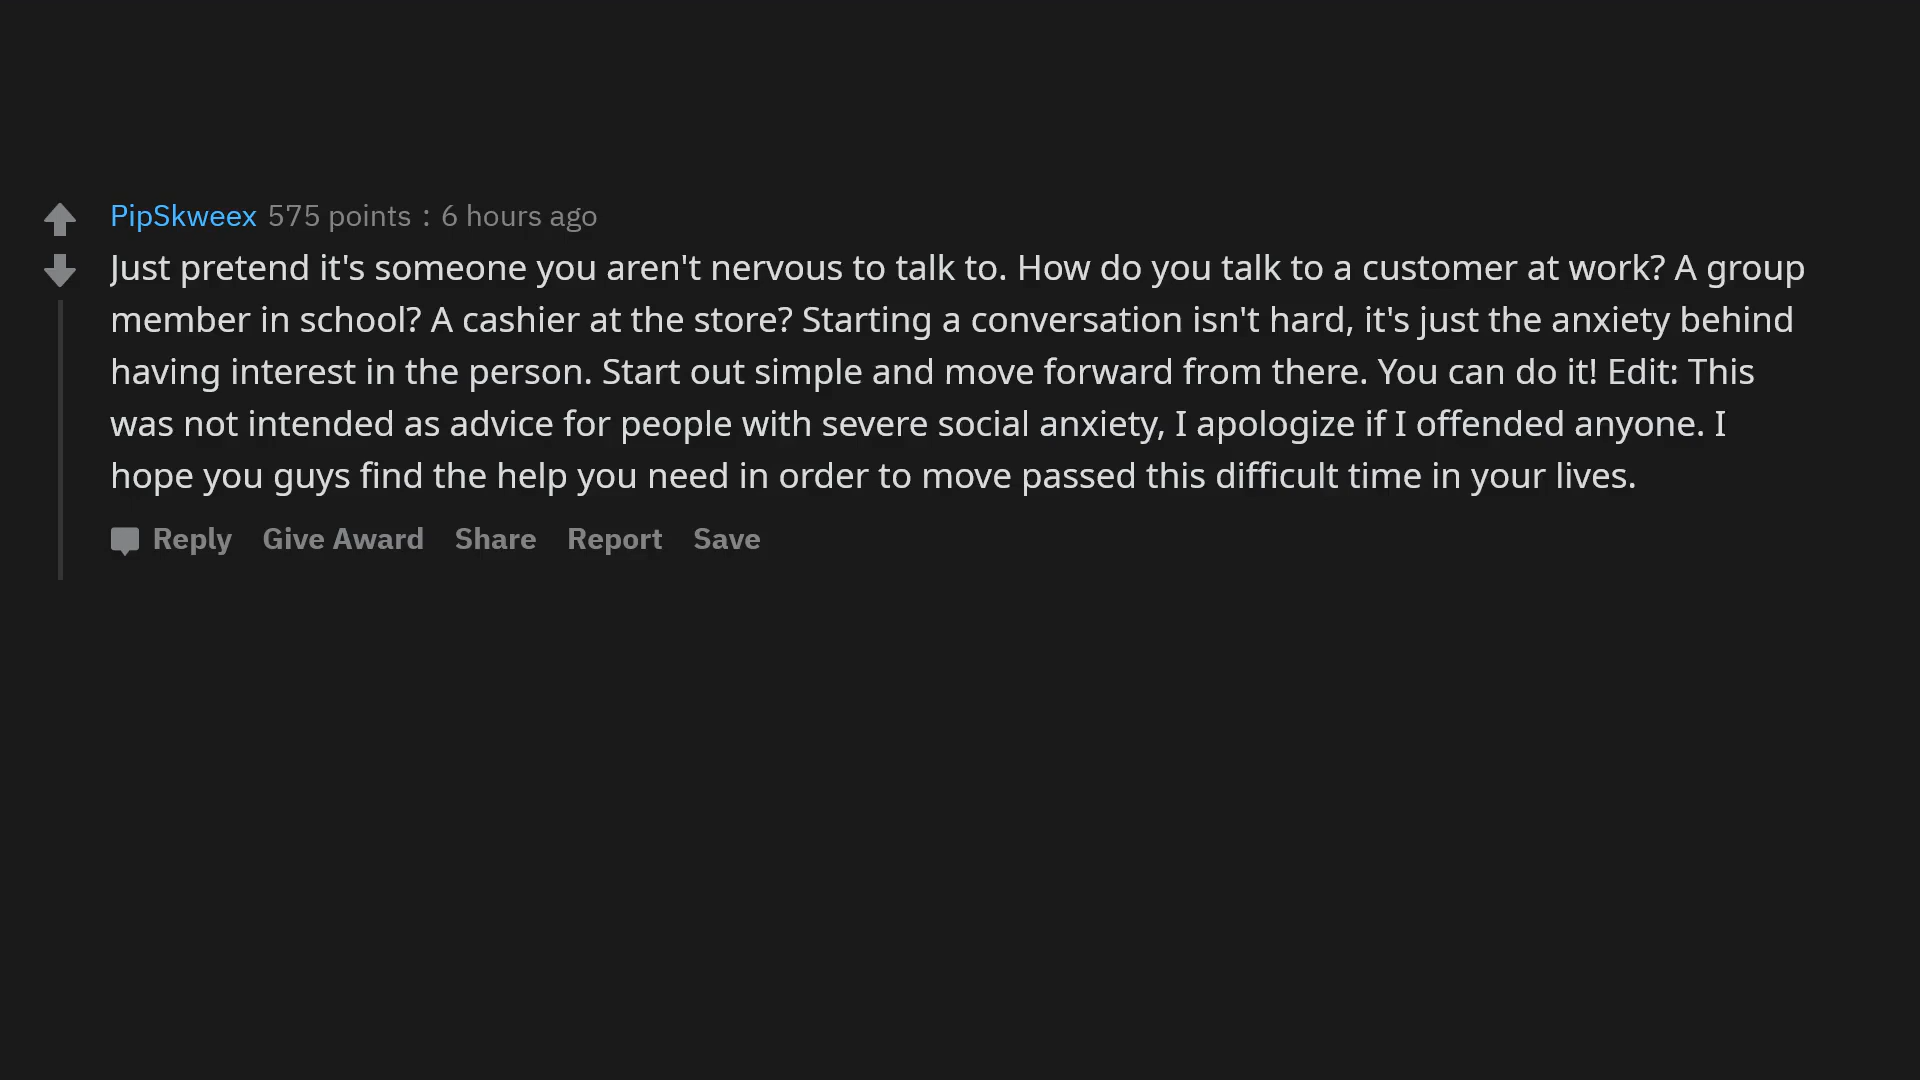 PipSkweex 575 points : 6 hours ago
Just pretend it's someone you aren't nervous to talk to. How do you talk to a customer at work? A group
member in school? A cashier at the store? Starting a conversation isn't hard, it's just the anxiety behind
having interest in the person. Start out simple and move forward from there. You can do it! Edit: This
was not intended as advice for people with severe social anxiety, I apologize if I offended anyone. I
hope you guys find the help you need in order to move passed this difficult time in your lives.
Reply Give Award Share Report Save